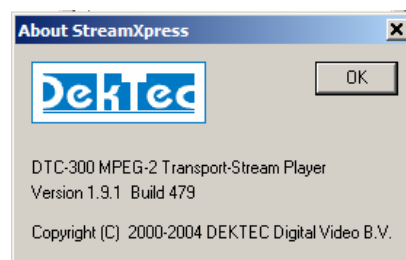 About StreamXpress
DekTec
OK
DTC-300 MPEG-2 Transport-Stream Player
Version 1.9.1 Build 479
Copyright (C) 2000-2004 DEKTEC Digital Video B.V.